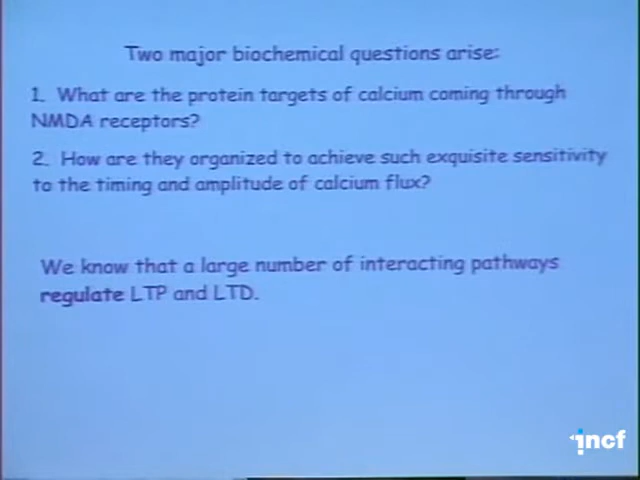 Two major biochemical questions arise:
1. What are the protein targets of calcium coming through
NMDA receptors?
2. How are they organized to achieve such exquisite sensitivity
to the timing and amplitude of calcium flux?
We know that a large number of interacting pathways
regulate LTP and LTD.
incf